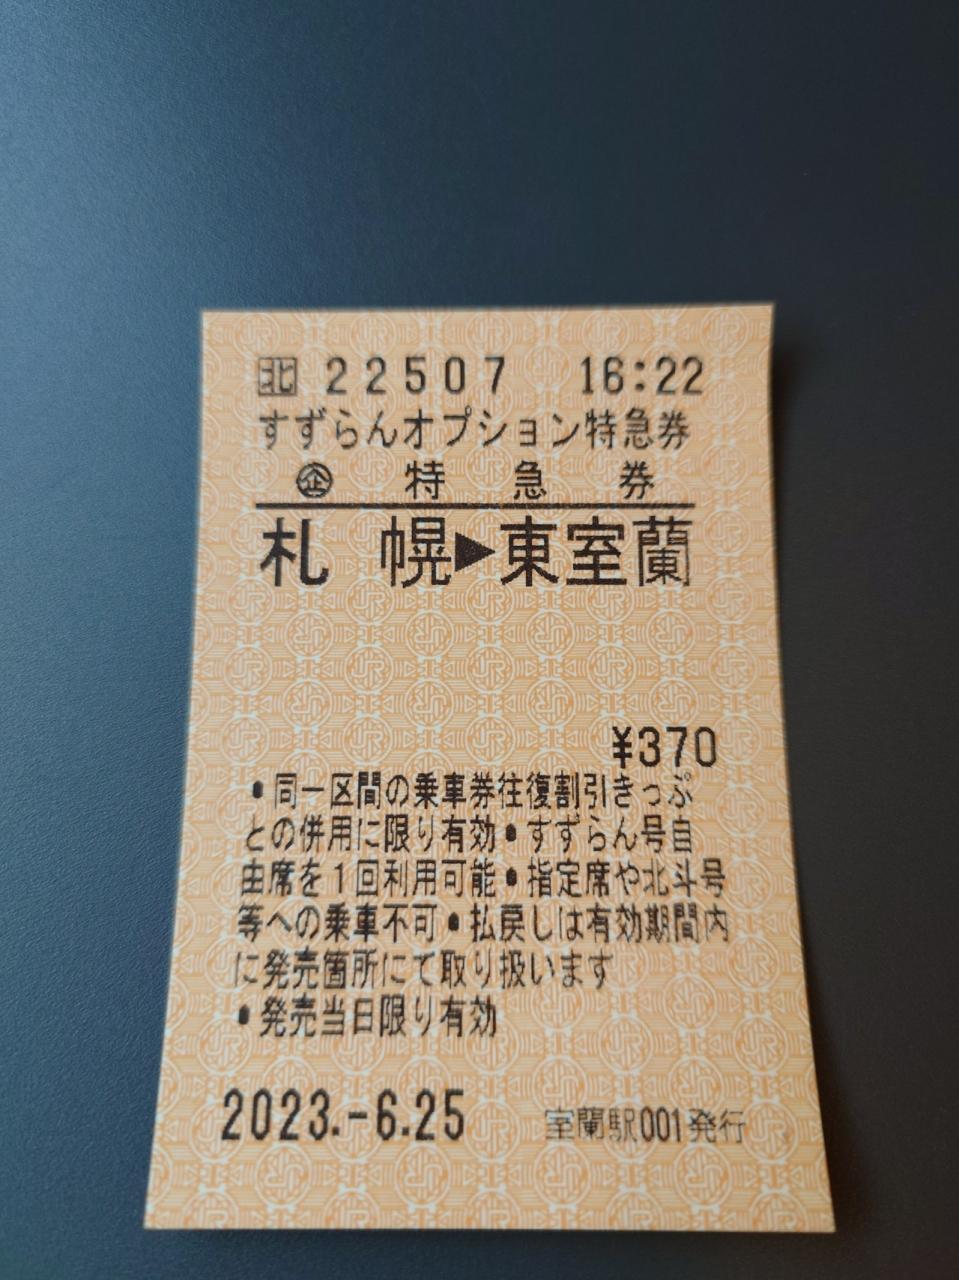 北 22507 16:22
すずらんオプション特急券
企 特急券
札幌▶東室蘭
¥370
•同一区間の乗車券往復割引きっぷ
との併用に限り有効•すずらん号自
由席を1回利用可能•指定席や北斗号
等への乗車不可•払戻しは有効期間内
に発売箇所にて取り扱います
•発売当日限り有効
2023.-6.25 室蘭駅001発行